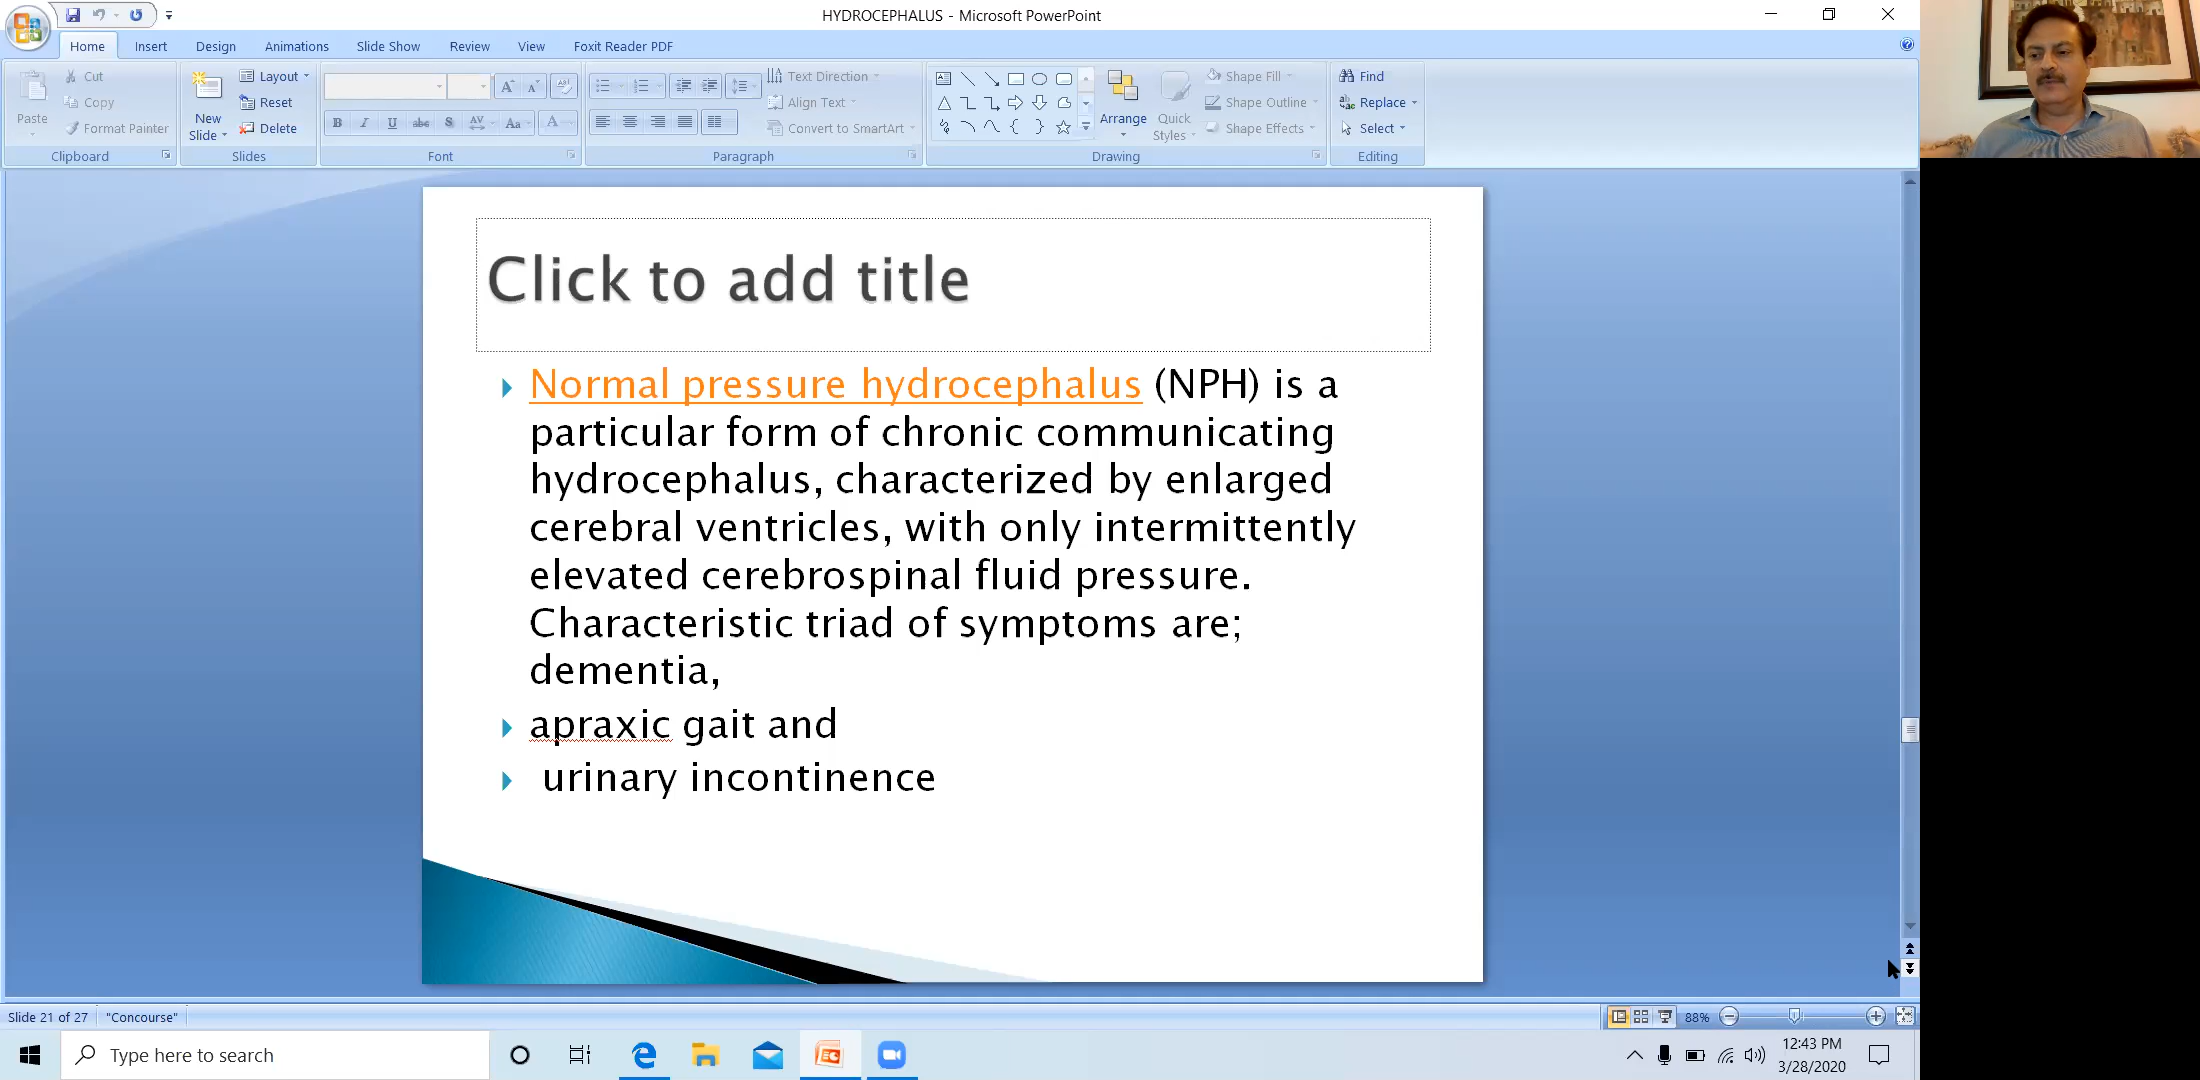 HYDROCEPHALUS - Microsoft PowerPoint
Home Insert Design Animations Slide Show Review View Foxit Reader PDF
Paste
Cut
Copy
Format Painter
Clipboard
New Slide
Layout
Reset
Delete
Slides
B I U abc S AV Aa A
Font
Text Direction
Align Text
Convert to SmartArt
Paragraph
Arrange
Quick Styles
Shape Fill
Shape Outline
Shape Effects
Drawing
Find
Replace
Select
Editing
Click to add title
Normal pressure hydrocephalus (NPH) is a
particular form of chronic communicating
hydrocephalus, characterized by enlarged
cerebral ventricles, with only intermittently
elevated cerebrospinal fluid pressure.
Characteristic triad of symptoms are;
dementia,
apraxic gait and
urinary incontinence
Slide 21 of 27 "Concourse" 88%
Type here to search
12:43 PM
3/28/2020